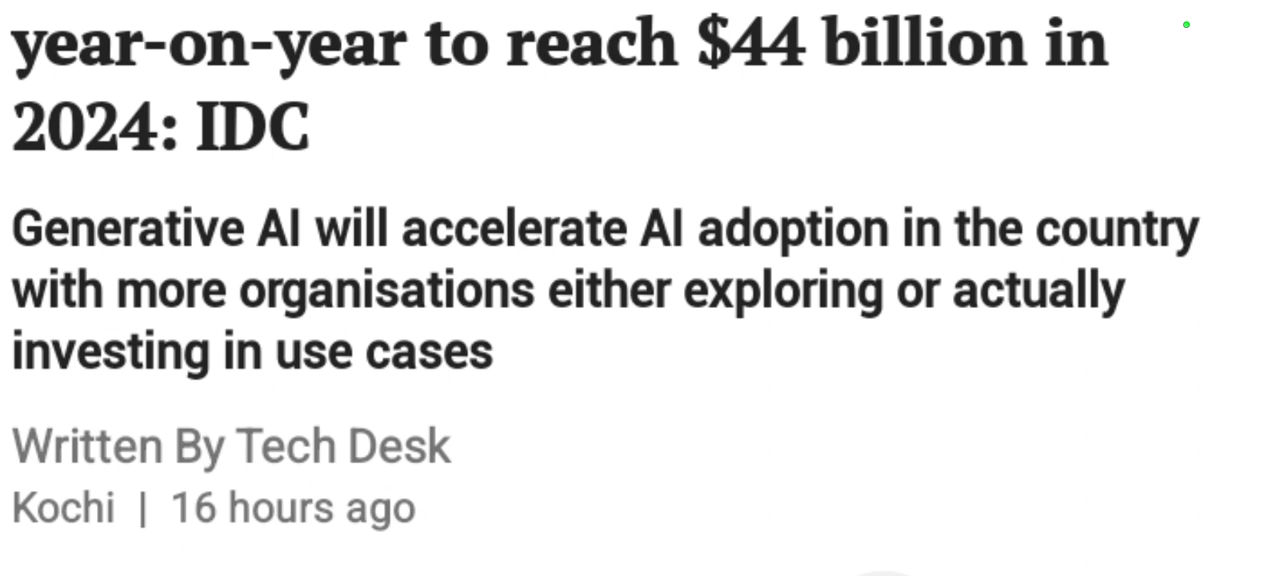 year-on-year to reach $44 billion in
2024: IDC
Generative AI will accelerate AI adoption in the country
with more organisations either exploring or actually
investing in use cases
Written By Tech Desk
Kochi | 16 hours ago